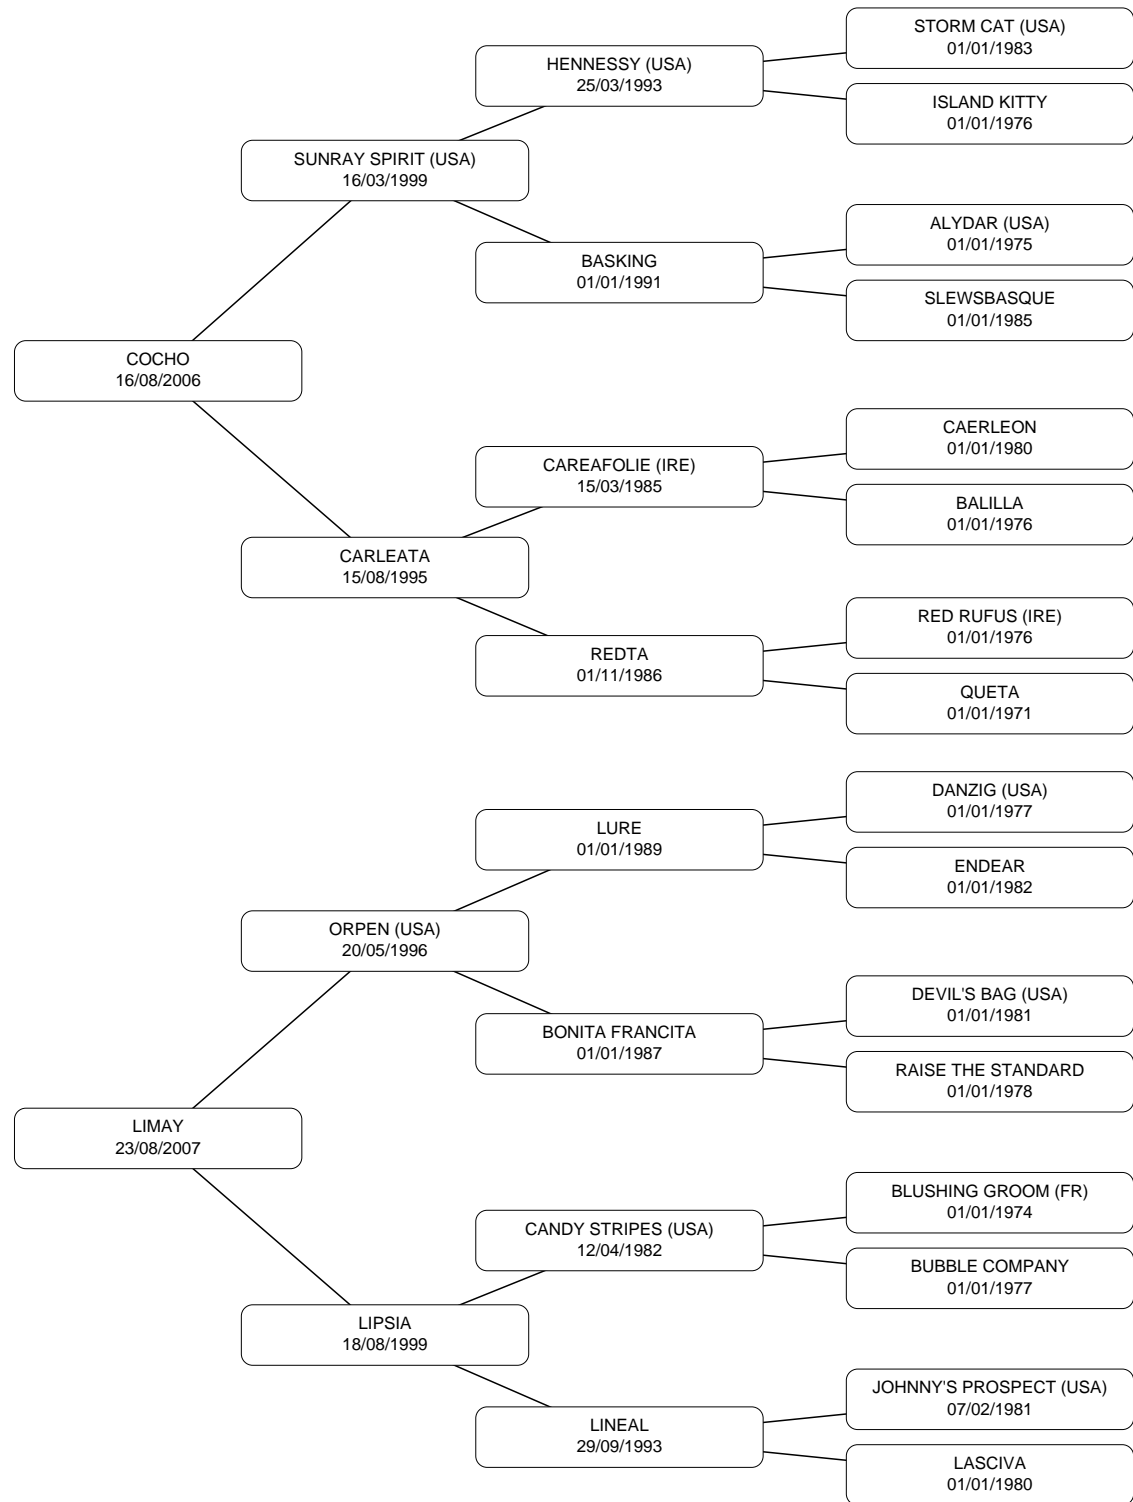 STORM CAT (USA)
01/01/1983
HENNESSY (USA)
25/03/1993
ISLAND KITTY
01/01/1976
SUNRAY SPIRIT (USA)
16/03/1999
ALYDAR (USA)
01/01/1975
BASKING
01/01/1991
SLEWSBASQUE
01/01/1985
COCHO
16/08/2006
CAERLEON
01/01/1980
CAREAFOLIE (IRE)
15/03/1985
BALILLA
01/01/1976
CARLEATA
15/08/1995
RED RUFUS (IRE)
01/01/1976
REDTA
01/11/1986
QUETA
01/01/1971
DANZIG (USA)
01/01/1977
LURE
01/01/1989
ENDEAR
01/01/1982
ORPEN (USA)
20/05/1996
DEVIL'S BAG (USA)
01/01/1981
BONITA FRANCITA
01/01/1987
RAISE THE STANDARD
01/01/1978
LIMAY
23/08/2007
BLUSHING GROOM (FR)
01/01/1974
CANDY STRIPES (USA)
12/04/1982
BUBBLE COMPANY
01/01/1977
LIPSIA
18/08/1999
JOHNNY'S PROSPECT (USA)
07/02/1981
LINEAL
29/09/1993
LASCIVA
01/01/1980